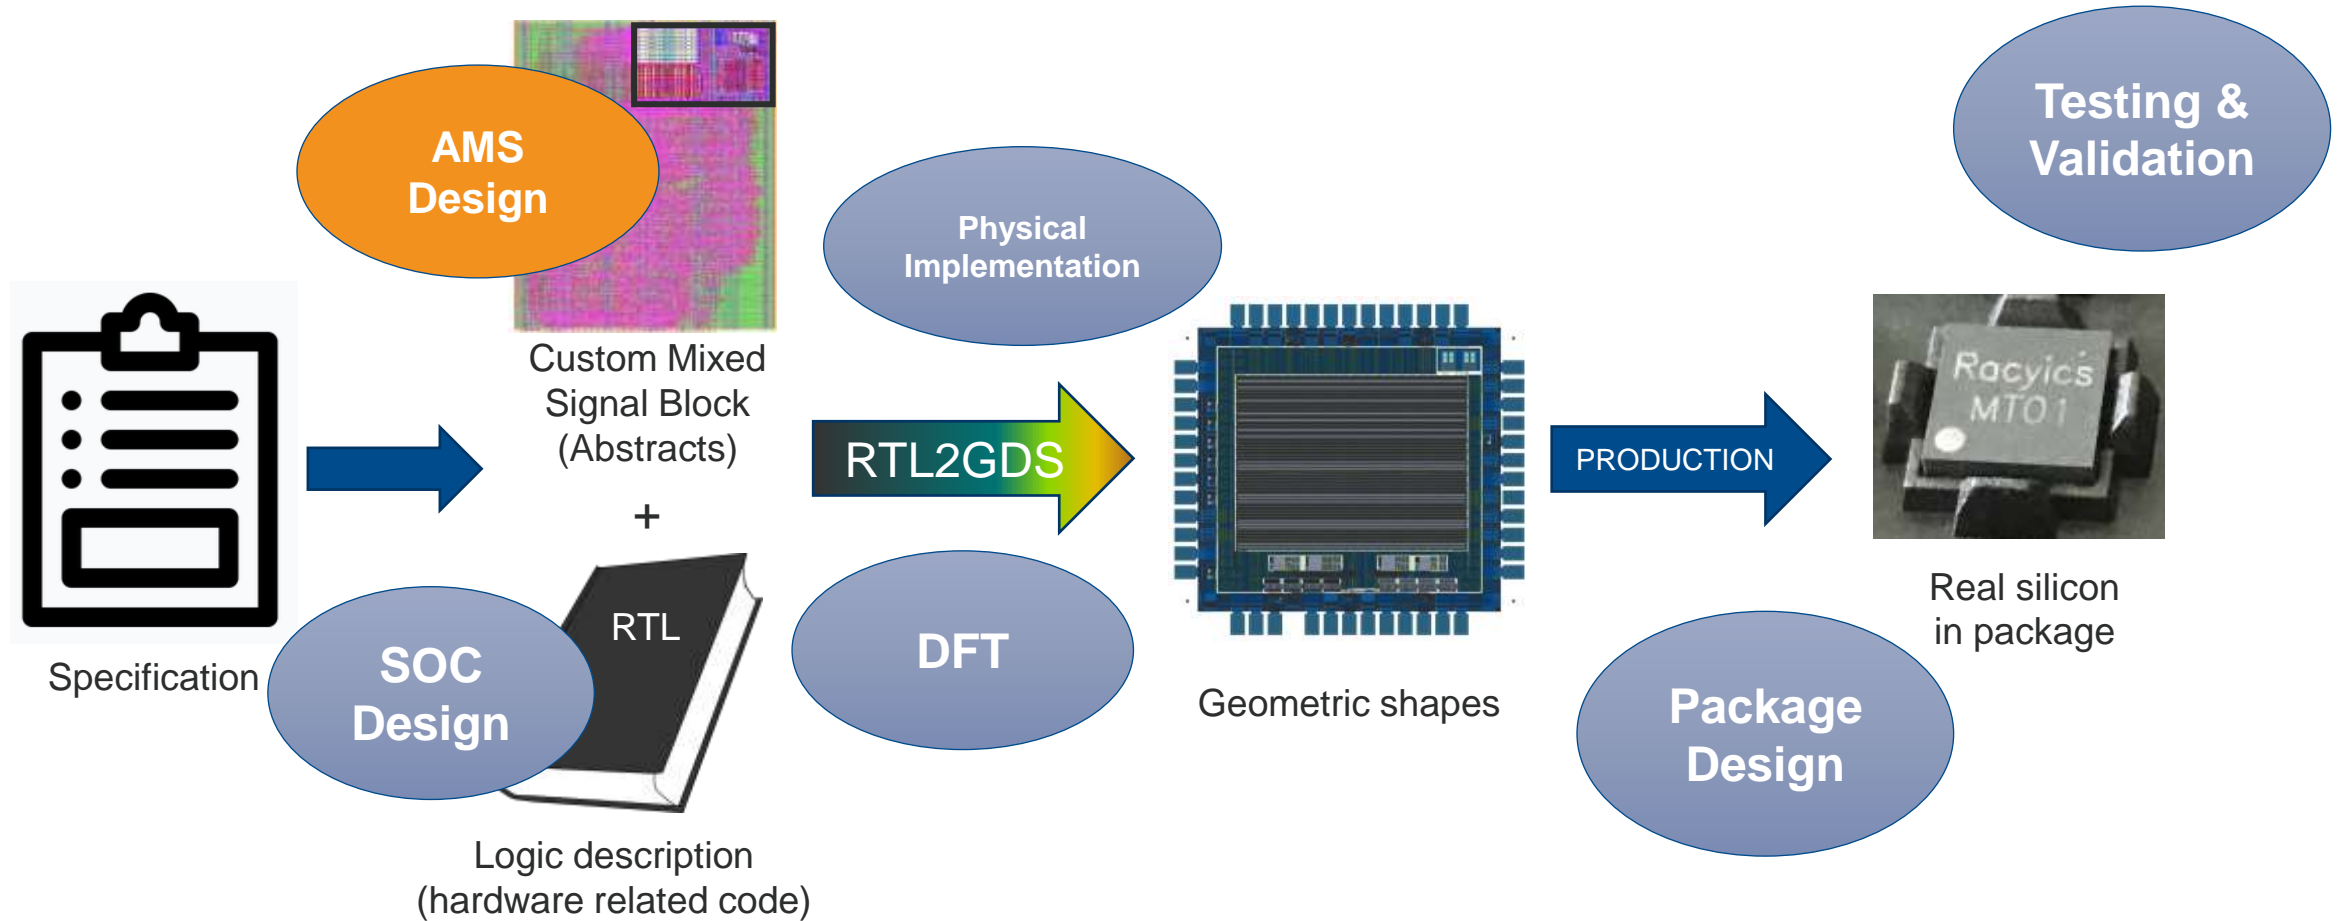 AMS
Design
Custom Mixed
Signal Block
(Abstracts)
+
RTL
Logic description
(hardware related code)
Specification
SOC
Design
Physical
Implementation
RTL2GDS
DFT
Geometric shapes
PRODUCTION
Testing &
Validation
Racyics
MT01
Real silicon
in package
Package
Design